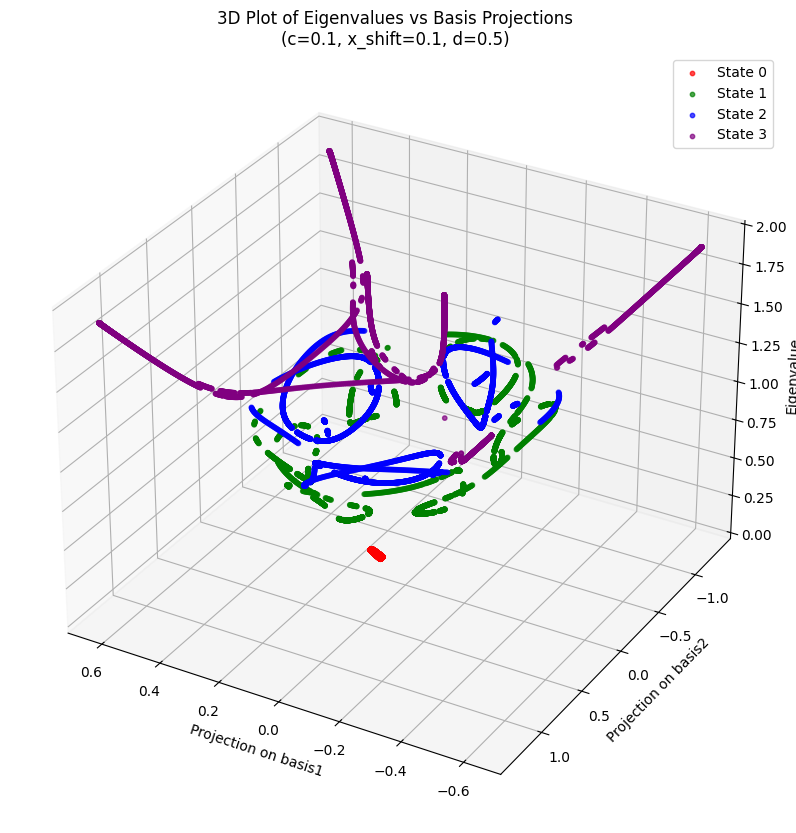 3D Plot of Eigenvalues vs Basis Projections
(c=0.1, x_shift=0.1, d=0.5)
State 0
State 1
State 2
State 3
2.00
1.75
1.50
1.25
1.00
0.75
0.50
0.25
0.00
Eigenvalue
−1.0
−0.5
0.0
0.5
1.0
Projection on basis2
0.6
0.4
0.2
0.0
−0.2
−0.4
−0.6
Projection on basis1